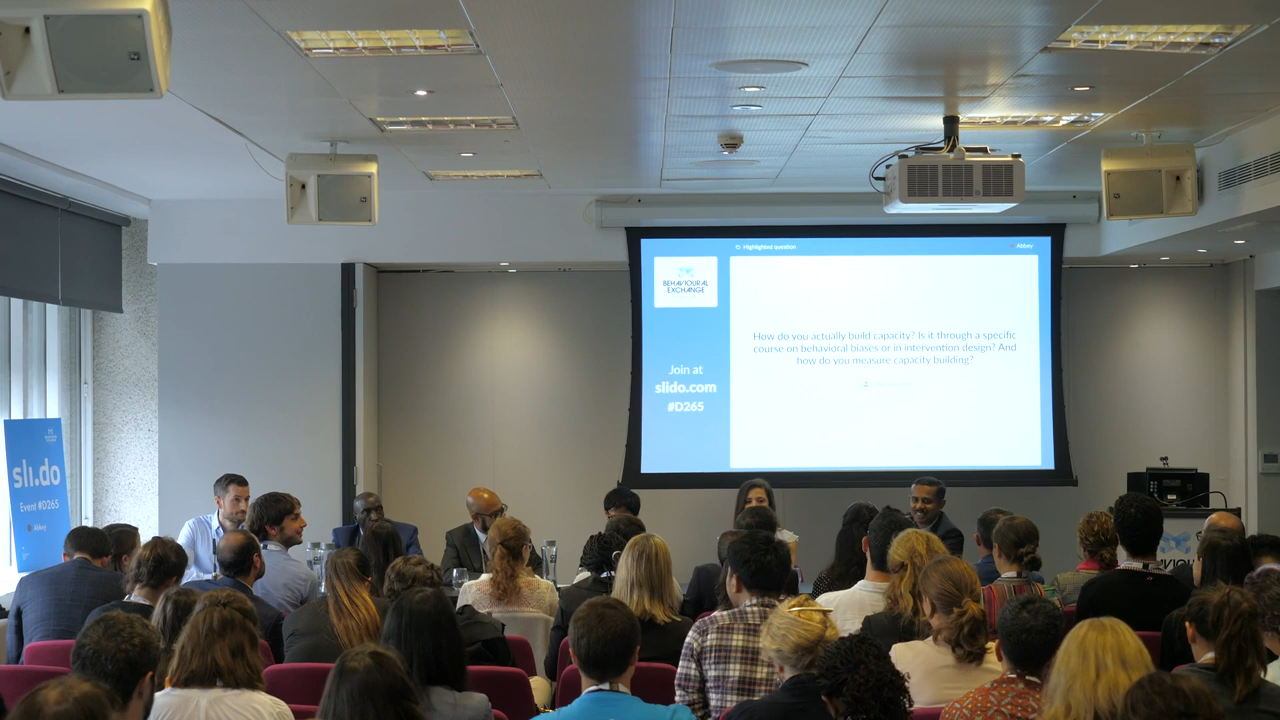 Highlighted question
Abbey
BEHAVIOURAL
EXCHANGE
How do you actually build capacity? Is it through a specific
course on behavioral biases or in intervention design? And
how do you measure capacity building?
Join at
slido.com
#D265
sli.do
Event #D265
Abbey